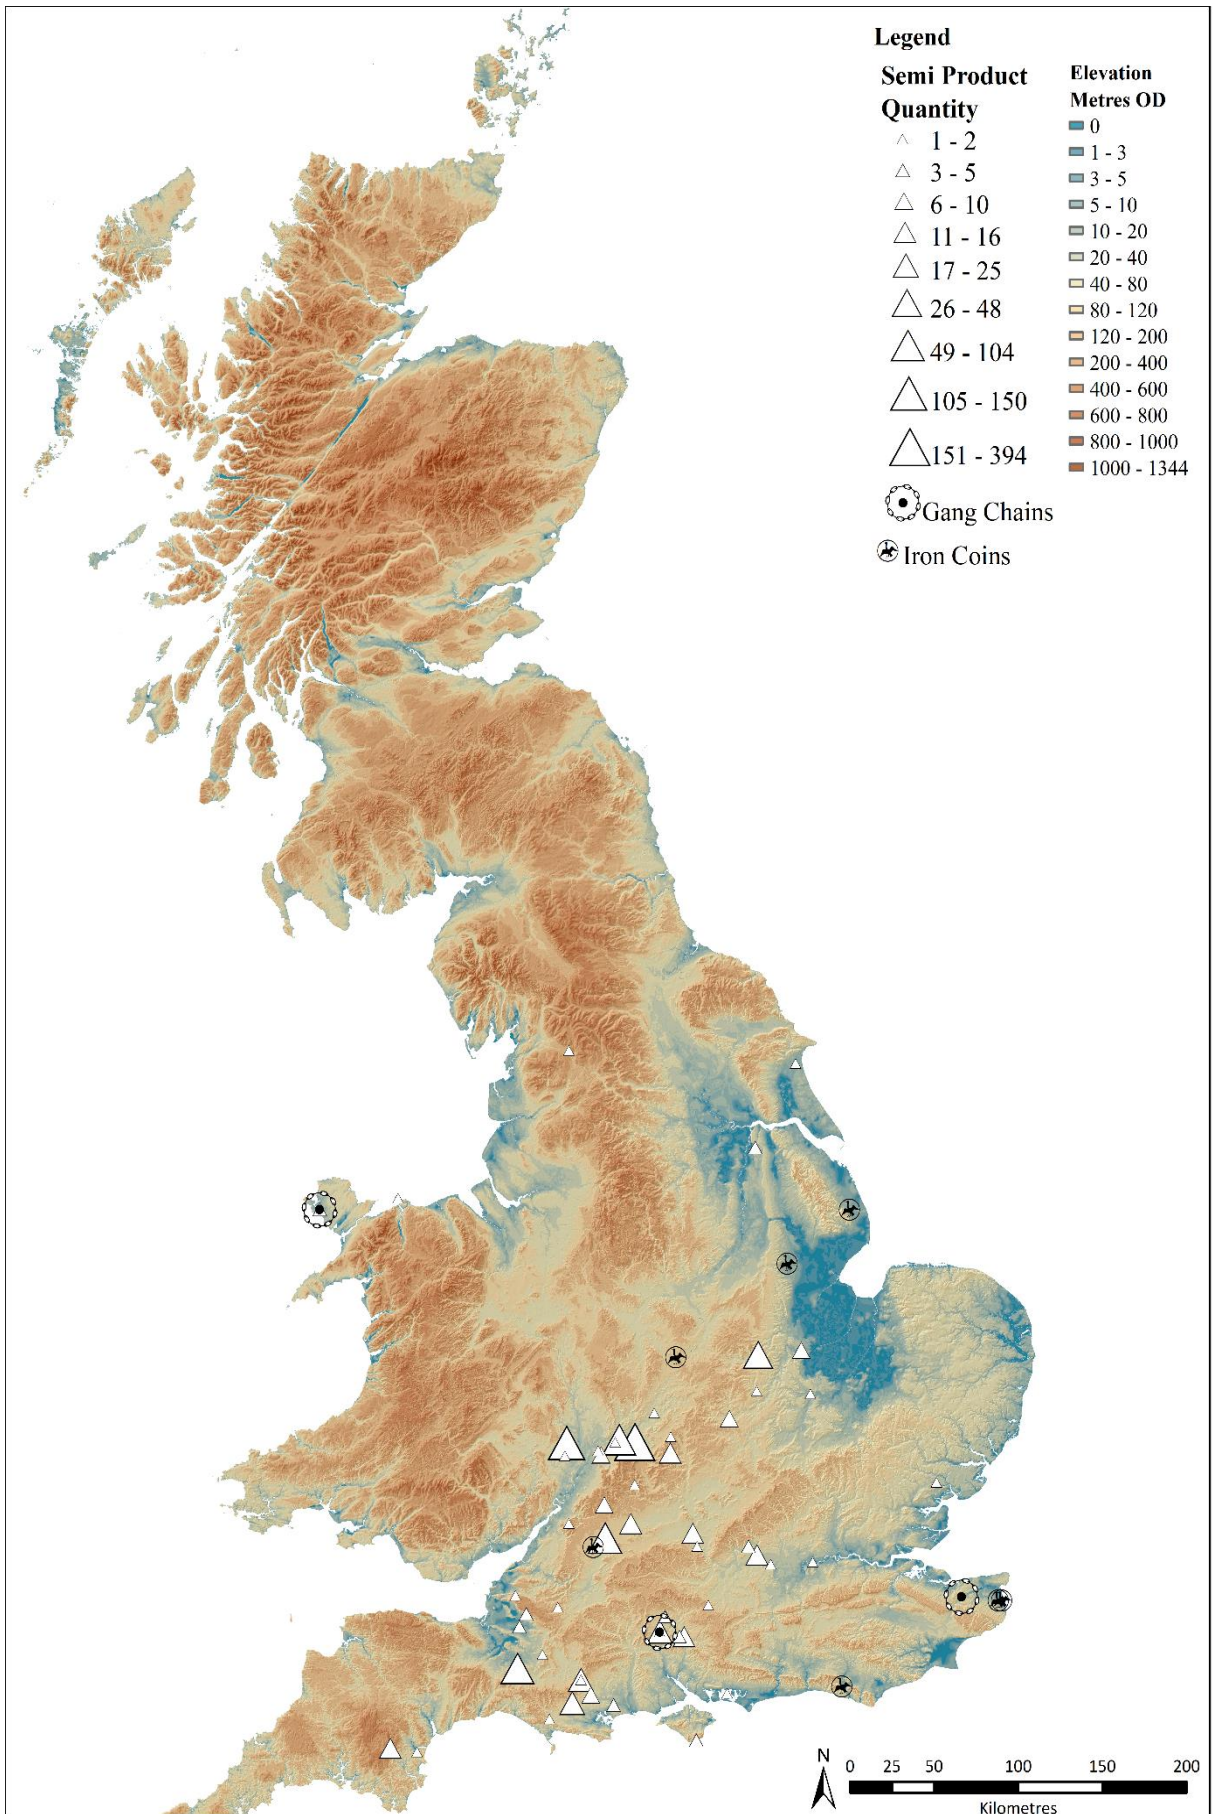 Legend
Semi Product
Quantity
1 - 2
3 - 5
6 - 10
11 - 16
17 - 25
26 - 48
49 - 104
105 - 150
151 - 394
Gang Chains
Iron Coins
Elevation
Metres OD
0
1 - 3
3 - 5
5 - 10
10 - 20
20 - 40
40 - 80
80 - 120
120 - 200
200 - 400
400 - 600
600 - 800
800 - 1000
1000 - 1344
N
0 25 50 100 150 200
Kilometres